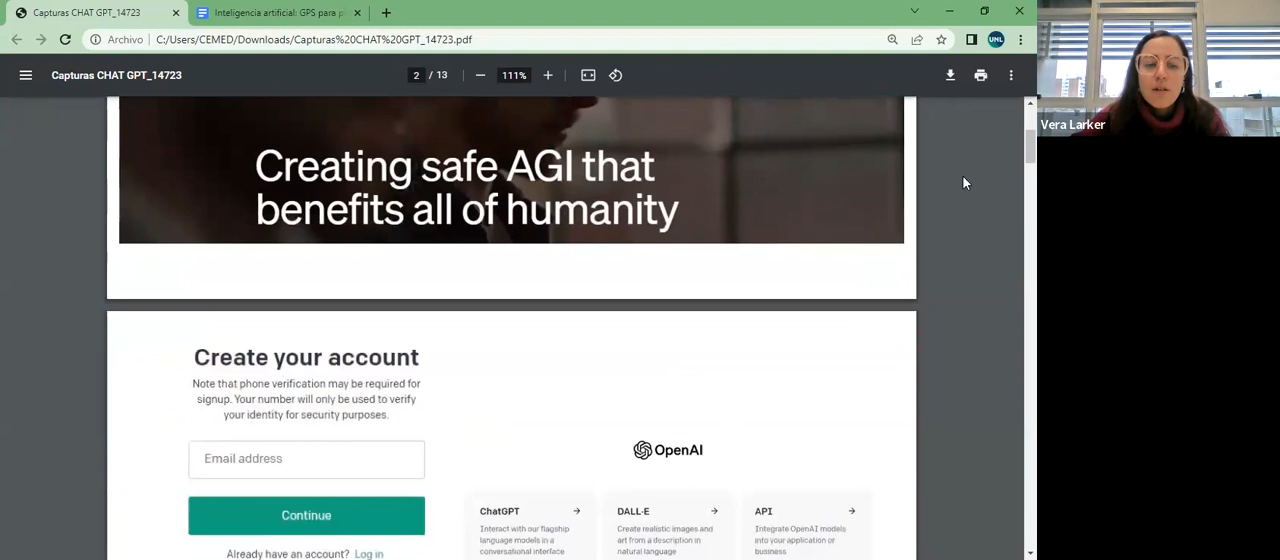 Capturas CHAT GPT_14723
Inteligencia artificial: GPS para p
Archivo
C:/Users/CEMED/Downloads/Capturas%20CHAT%20GPT_14723.pdf
UNL
Capturas CHAT GPT_14723
2 / 13
111%
Vera Larker
Creating safe AGI that
benefits all of humanity
Create your account
Note that phone verification may be required for
signup. Your number will only be used to verify
your identity for security purposes.
Email address
Continue
Already have an account? Log in
OpenAI
ChatGPT
Interact with our flagship
language models in a
conversational interface
DALL·E
Create realistic images and
art from a description in
natural language
API
Integrate OpenAI models
into your application or
business